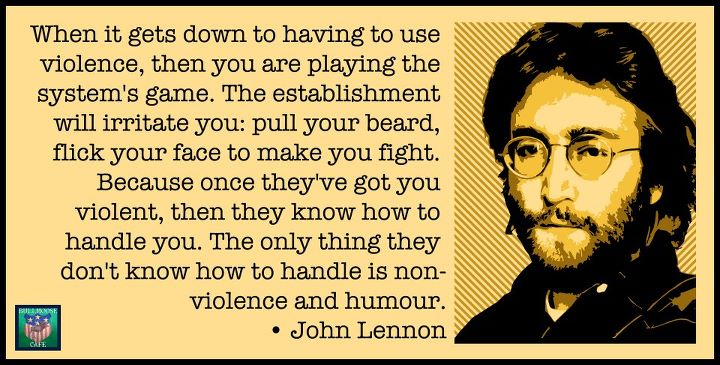 When it gets down to having to use
violence, then you are playing the
system's game. The establishment
will irritate you: pull your beard,
flick your face to make you fight.
Because once they've got you
violent, then they know how to
handle you. The only thing they
don't know how to handle is non-
violence and humour.
• John Lennon
BULLMOOSE
CAFE